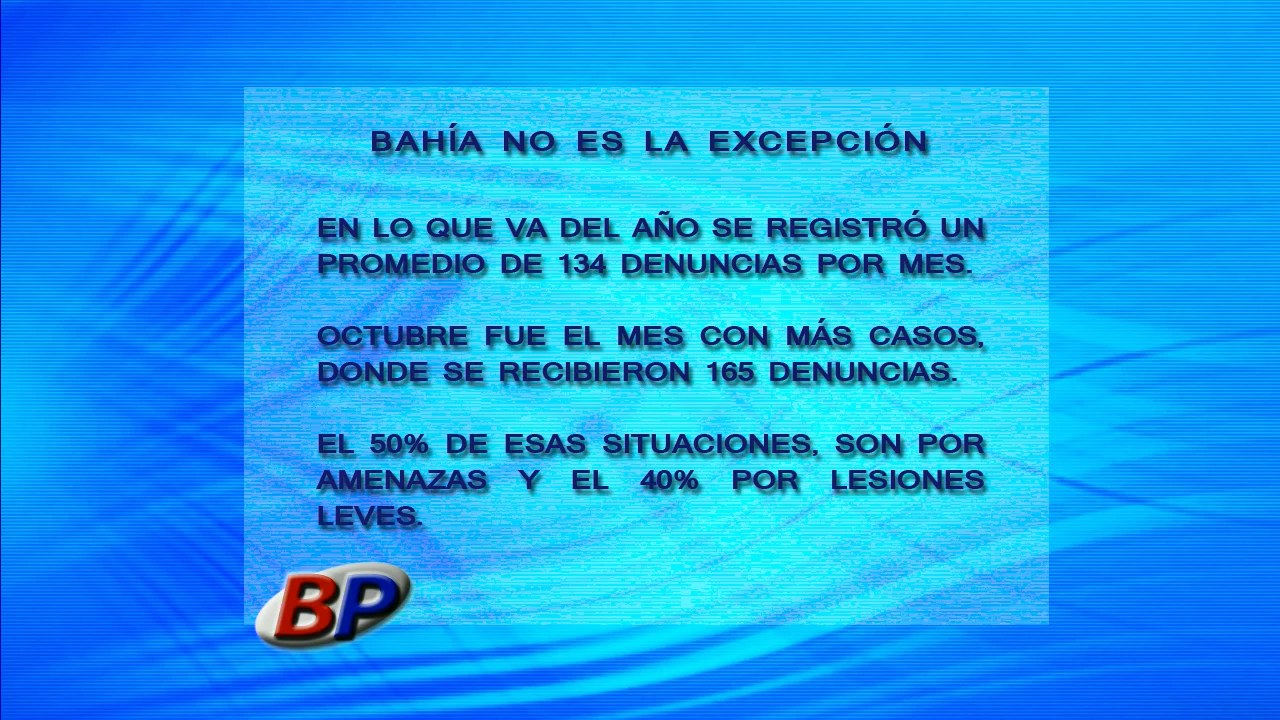 BAHÍA NO ES LA EXCEPCIÓN
EN LO QUE VA DEL AÑO SE REGISTRÓ UN
PROMEDIO DE 134 DENUNCIAS POR MES.
OCTUBRE FUE EL MES CON MÁS CASOS,
DONDE SE RECIBIERON 165 DENUNCIAS.
EL 50% DE ESAS SITUACIONES, SON POR
AMENAZAS Y EL 40% POR LESIONES
LEVES.
BP